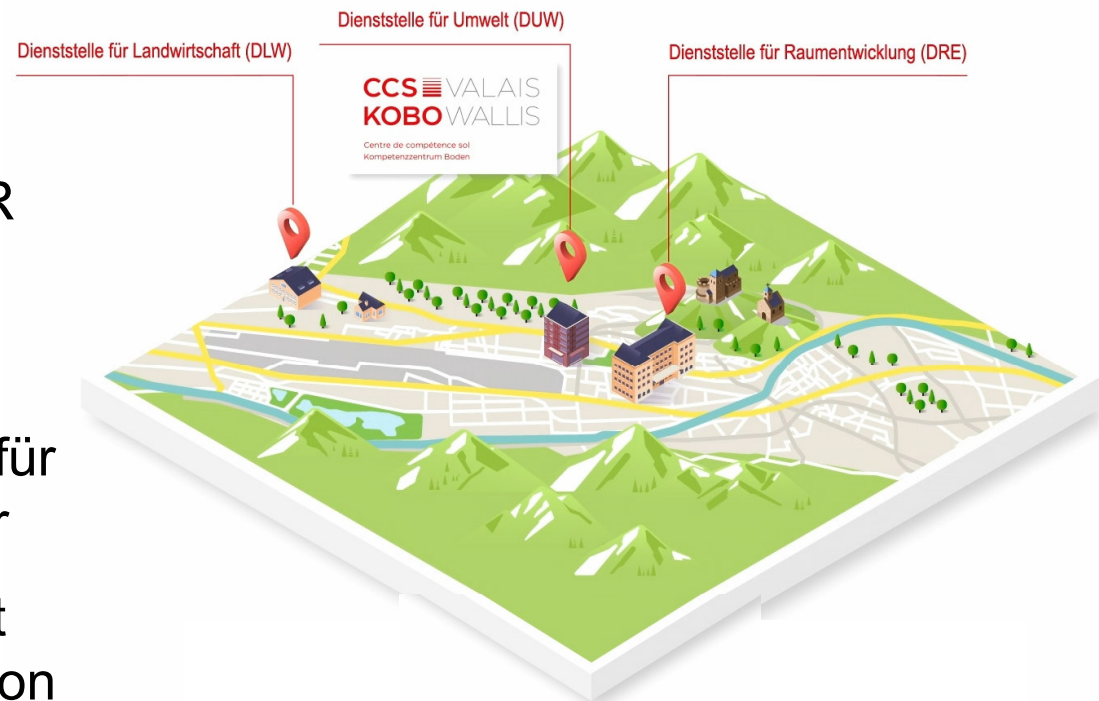 Dienststelle für Umwelt (DUW)
Dienststelle für Landwirtschaft (DLW)
Dienststelle für Raumentwicklung (DRE)
CCS VALAIS
KOBO WALLIS
Centre de compétence sol
Kompetenzzentrum Boden
R
für
r
t
on